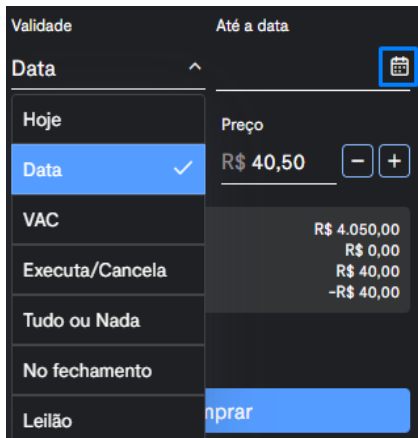 Validade
Até a data
Data
Hoje
Data
VAC
Executa/Cancela
Tudo ou Nada
No fechamento
Leilão
Preço
R$ 40,50
R$ 4.050,00
R$ 0,00
R$ 40,00
-R$ 40,00
mprar